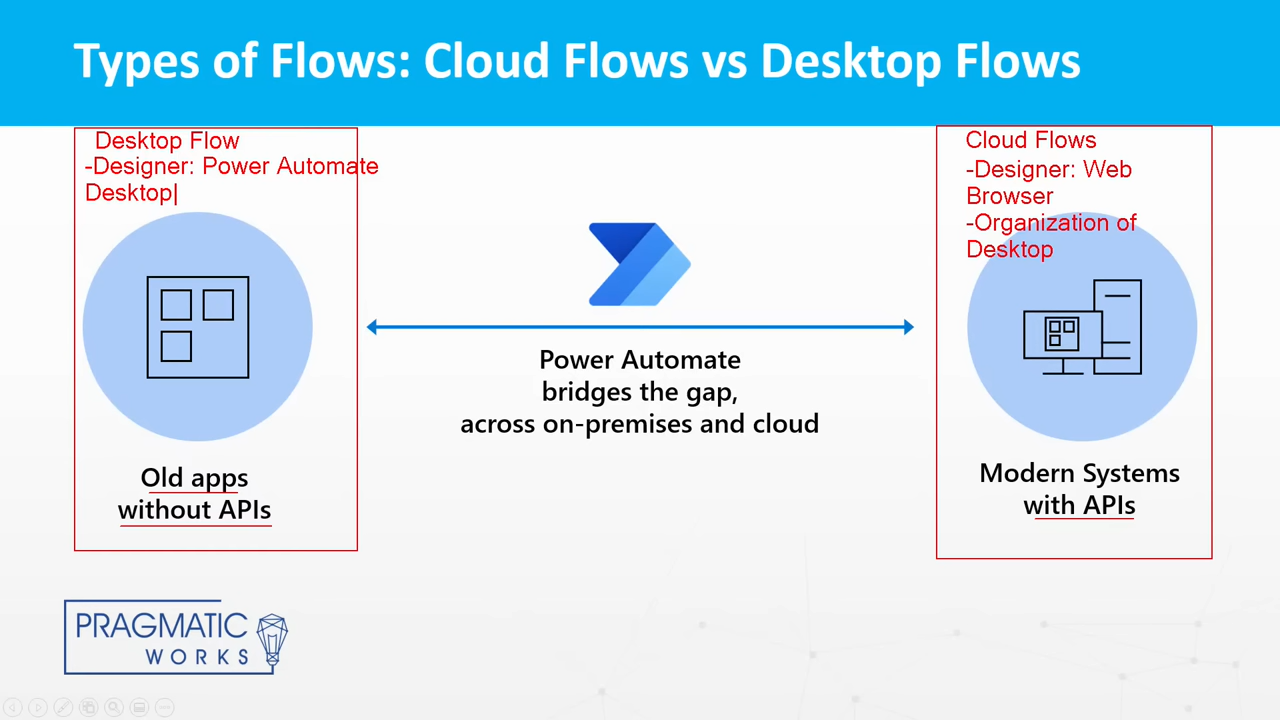 Types of Flows: Cloud Flows vs Desktop Flows
Desktop Flow
-Designer: Power Automate
Desktop
Old apps
without APIs
Power Automate
bridges the gap,
across on-premises and cloud
Cloud Flows
-Designer: Web
Browser
-Organization of
Desktop
Modern Systems
with APIs
PRAGMATIC
WORKS